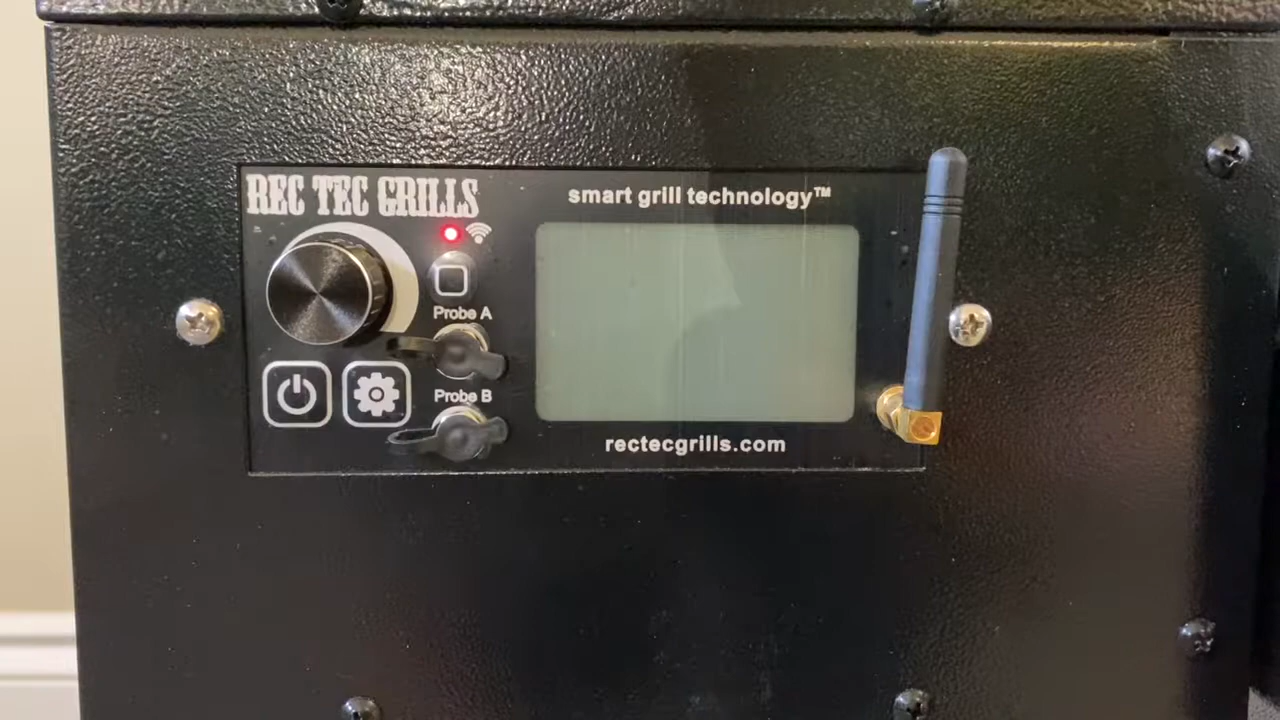 REC TEC GRILLS
smart grill technology™
Probe A
Probe B
rectecgrills.com